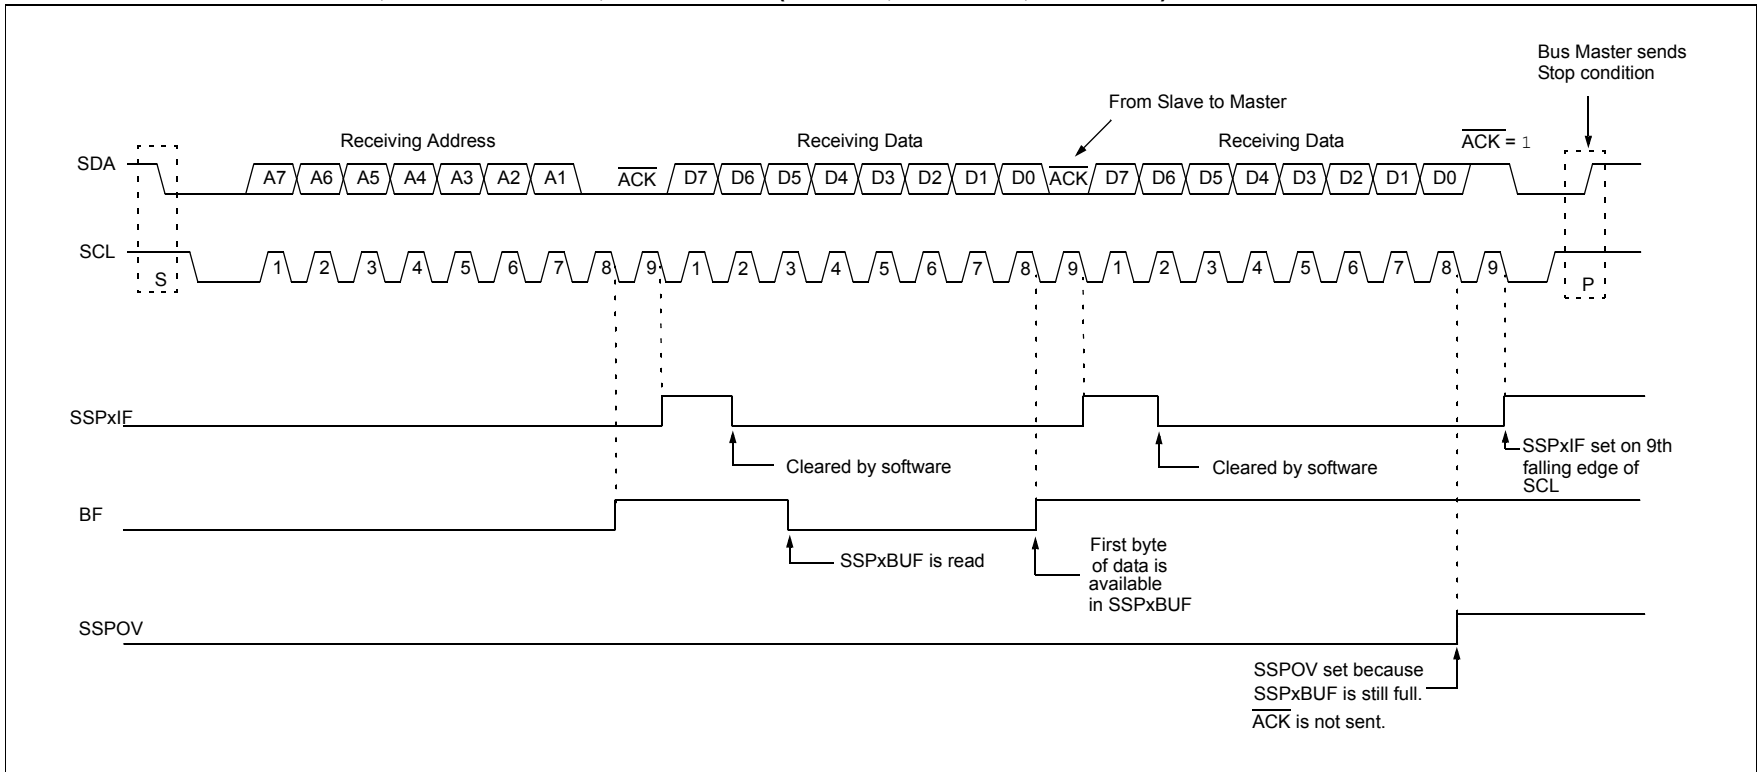 Bus Master sends
Stop condition
From Slave to Master
Receiving Address
Receiving Data
Receiving Data
ACK = 1
SDA
A7 A6 A5 A4 A3 A2 A1 ACK D7 D6 D5 D4 D3 D2 D1 D0 ACK D7 D6 D5 D4 D3 D2 D1 D0
SCL
S
1 2 3 4 5 6 7 8 9 1 2 3 4 5 6 7 8 9 1 2 3 4 5 6 7 8 9
P
SSPxIF
Cleared by software
Cleared by software
SSPxIF set on 9th
falling edge of
SCL
BF
SSPxBUF is read
First byte
of data is
available
in SSPxBUF
SSPOV
SSPOV set because
SSPxBUF is still full.
ACK is not sent.